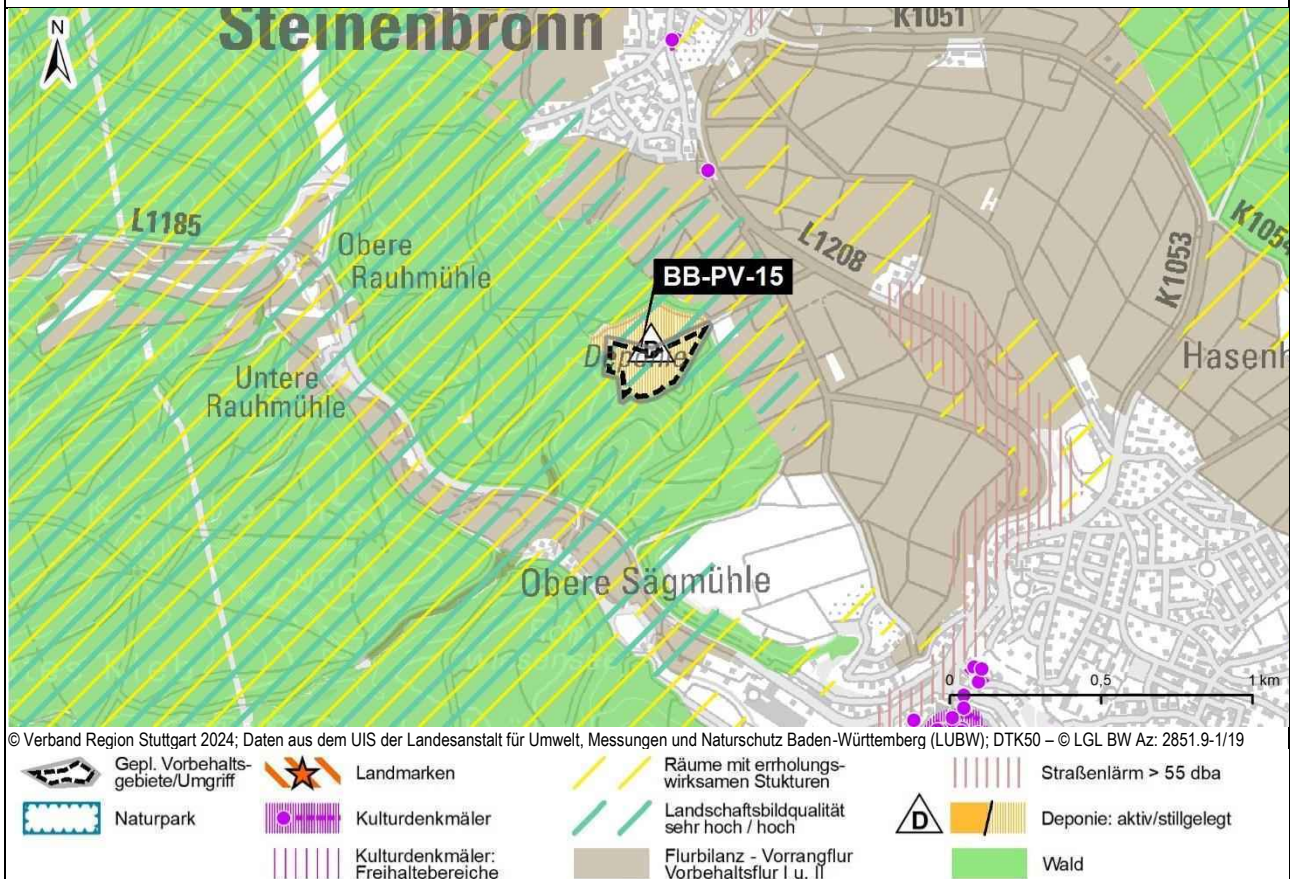 N
Steinenbronn
K1051
L1185
Obere
Rauhmühle
BB-PV-15
L1208
K1054
K1053
D
Deponie
Hasenh
Untere
Rauhmühle
Obere Sägmühle
0 0,5 1 km
© Verband Region Stuttgart 2024; Daten aus dem UIS der Landesanstalt für Umwelt, Messungen und Naturschutz Baden-Württemberg (LUBW); DTK50 – © LGL BW Az: 2851.9-1/19
Gepl. Vorbehalts-
gebiete/Umgriff
Landmarken
Räume mit errholungs-
wirksamen Stukturen
Straßenlärm > 55 dba
Naturpark
Kulturdenkmäler
Landschaftsbildqualität
sehr hoch / hoch
D
Deponie: aktiv/stillgelegt
Kulturdenkmäler:
Freihaltebereiche
Flurbilanz - Vorrangflur
Vorbehaltsflur I u. II
Wald